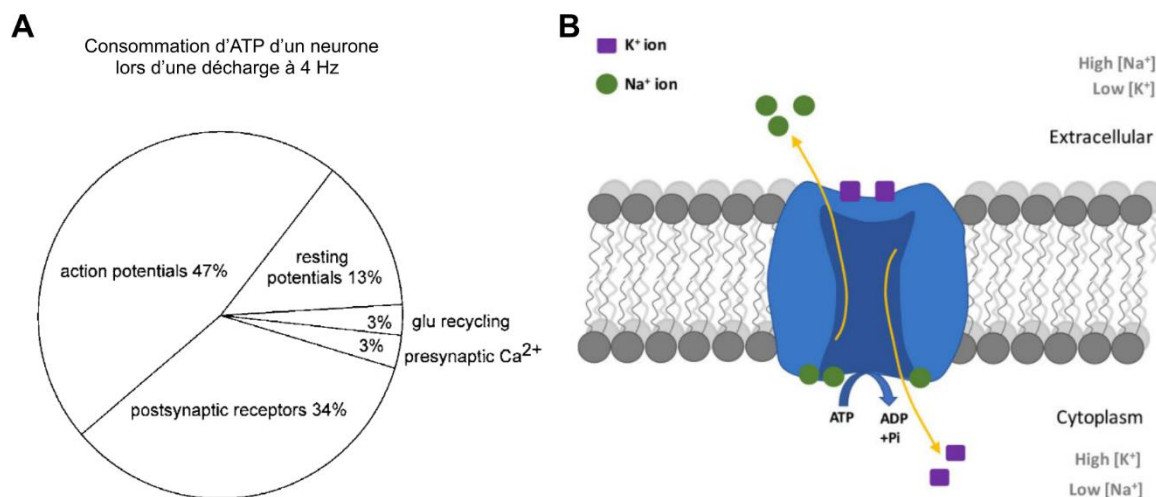 A
Consommation d'ATP d'un neurone
lors d'une décharge à 4 Hz
action potentials 47%
resting
potentials 13%
3% glu recycling
3% presynaptic Ca2+
postsynaptic receptors 34%
B
K+ ion
Na+ ion
High [Na+]
Low [K+]
Extracellular
ATP
ADP
+Pi
Cytoplasm
High [K+]
Low [Na+]